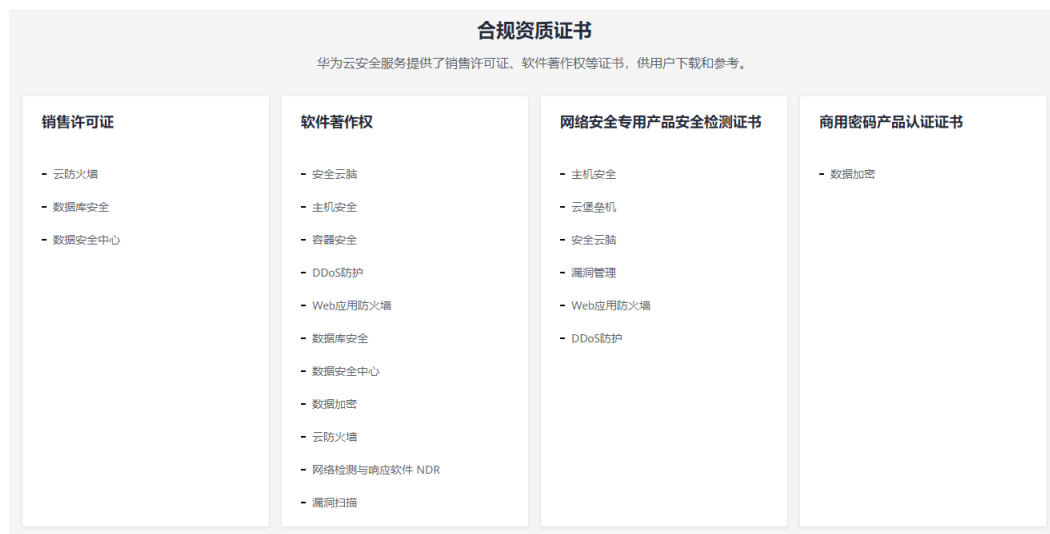 合规资质证书
华为云安全服务提供了销售许可证、软件著作权等证书，供用户下载和参考。
销售许可证
- 云防火墙
- 数据库安全
- 数据安全中心
软件著作权
- 安全云脑
- 主机安全
- 容器安全
- DDoS防护
- Web应用防火墙
- 数据库安全
- 数据安全中心
- 数据加密
- 云防火墙
- 网络检测与响应软件 NDR
- 漏洞扫描
网络安全专用产品安全检测证书
- 主机安全
- 云堡垒机
- 安全云脑
- 漏洞管理
- Web应用防火墙
- DDoS防护
商用密码产品认证证书
- 数据加密